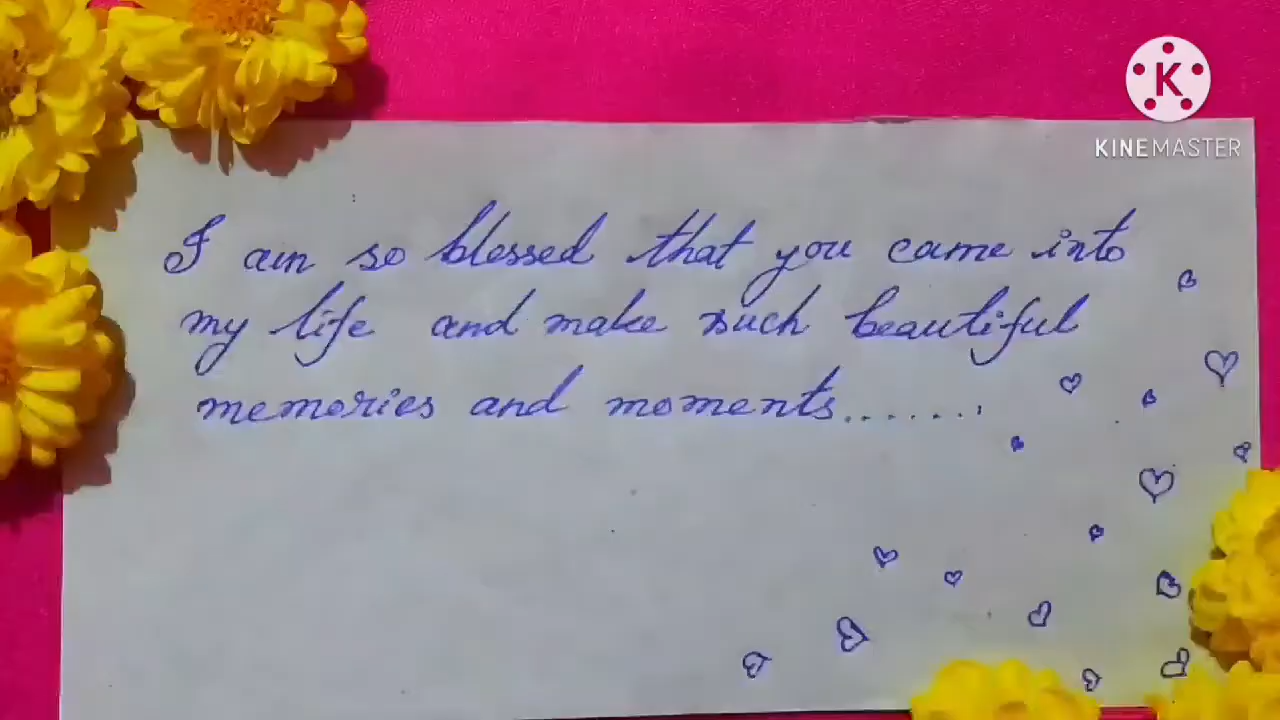 K
KINEMASTER
I am so blessed that you came into
my life and make such beautiful
memories and moments.......